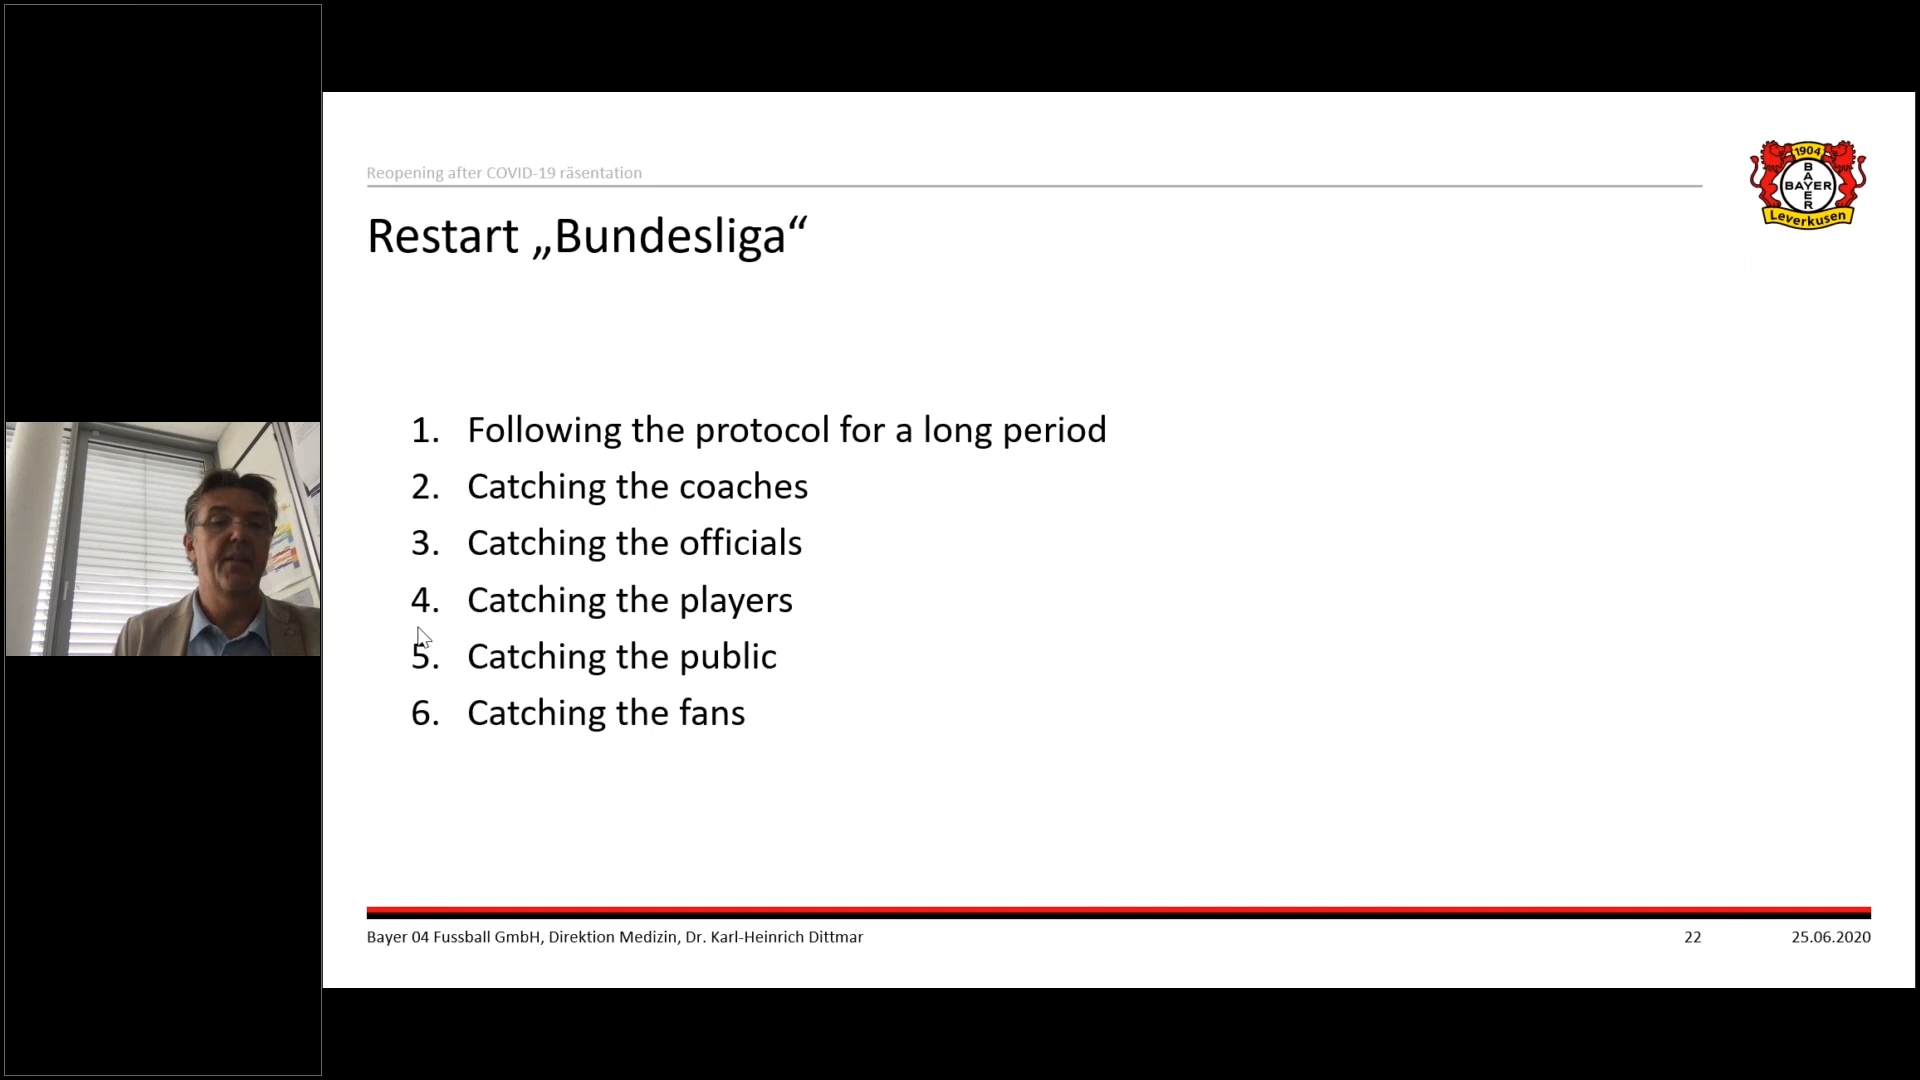 Reopening after COVID-19 räsentation
1904
BAYER
BAYER
Leverkusen
Restart „Bundesliga“
1. Following the protocol for a long period
2. Catching the coaches
3. Catching the officials
4. Catching the players
5. Catching the public
6. Catching the fans
Bayer 04 Fussball GmbH, Direktion Medizin, Dr. Karl-Heinrich Dittmar 22 25.06.2020